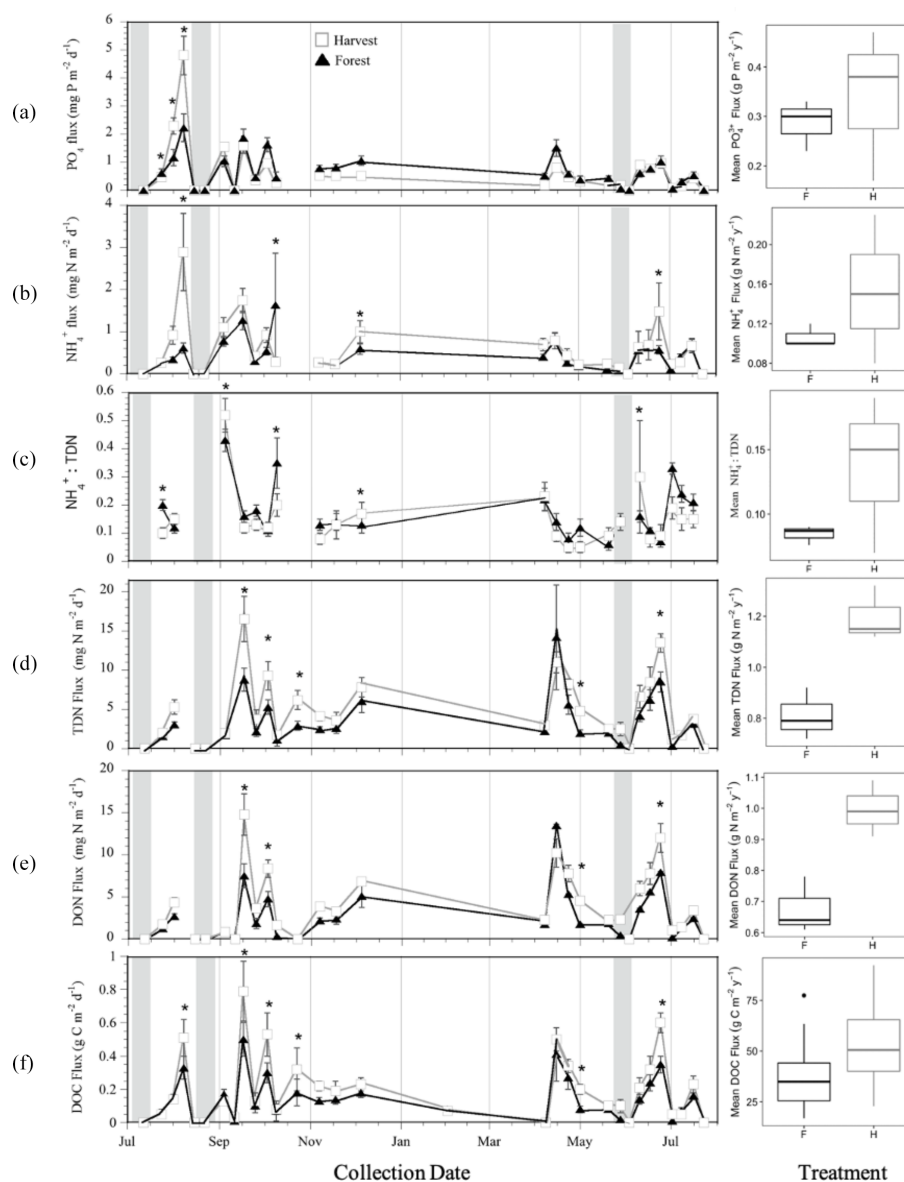 (a)
PO4 flux (mg P m-2 d-1)
6
5
4
3
2
1
0
Harvest
Forest
* * *
Mean PO4 3+ Flux (g P m-2 y-1)
0.4
0.3
0.2
F H
(b)
NH4+ flux (mg N m-2 d-1)
4
3
2
1
0
* * * *
Mean NH4+ Flux (g N m-2 y-1)
0.20
0.16
0.12
0.08
F H
(c)
NH4+ : TDN
0.6
0.5
0.4
0.3
0.2
0.1
0
* * * * *
Mean NH4+ : TDN
0.15
0.10
F H
(d)
TDN Flux (mg N m-2 d-1)
20
15
10
5
0
* * * * *
Mean TDN Flux (g N m-2 y-1)
1.2
1.0
0.8
F H
(e)
DON Flux (mg N m-2 d-1)
20
15
10
5
0
* * * *
Mean DON Flux (g N m-2 y-1)
1.1
1.0
0.9
0.8
0.7
0.6
F H
(f)
DOC Flux (g C m-2 d-1)
1
0.8
0.6
0.4
0.2
0
* * * * * *
Mean DOC Flux (g C m-2 y-1)
75
50
25
F H
Jul Sep Nov Jan Mar May Jul
Collection Date
Treatment